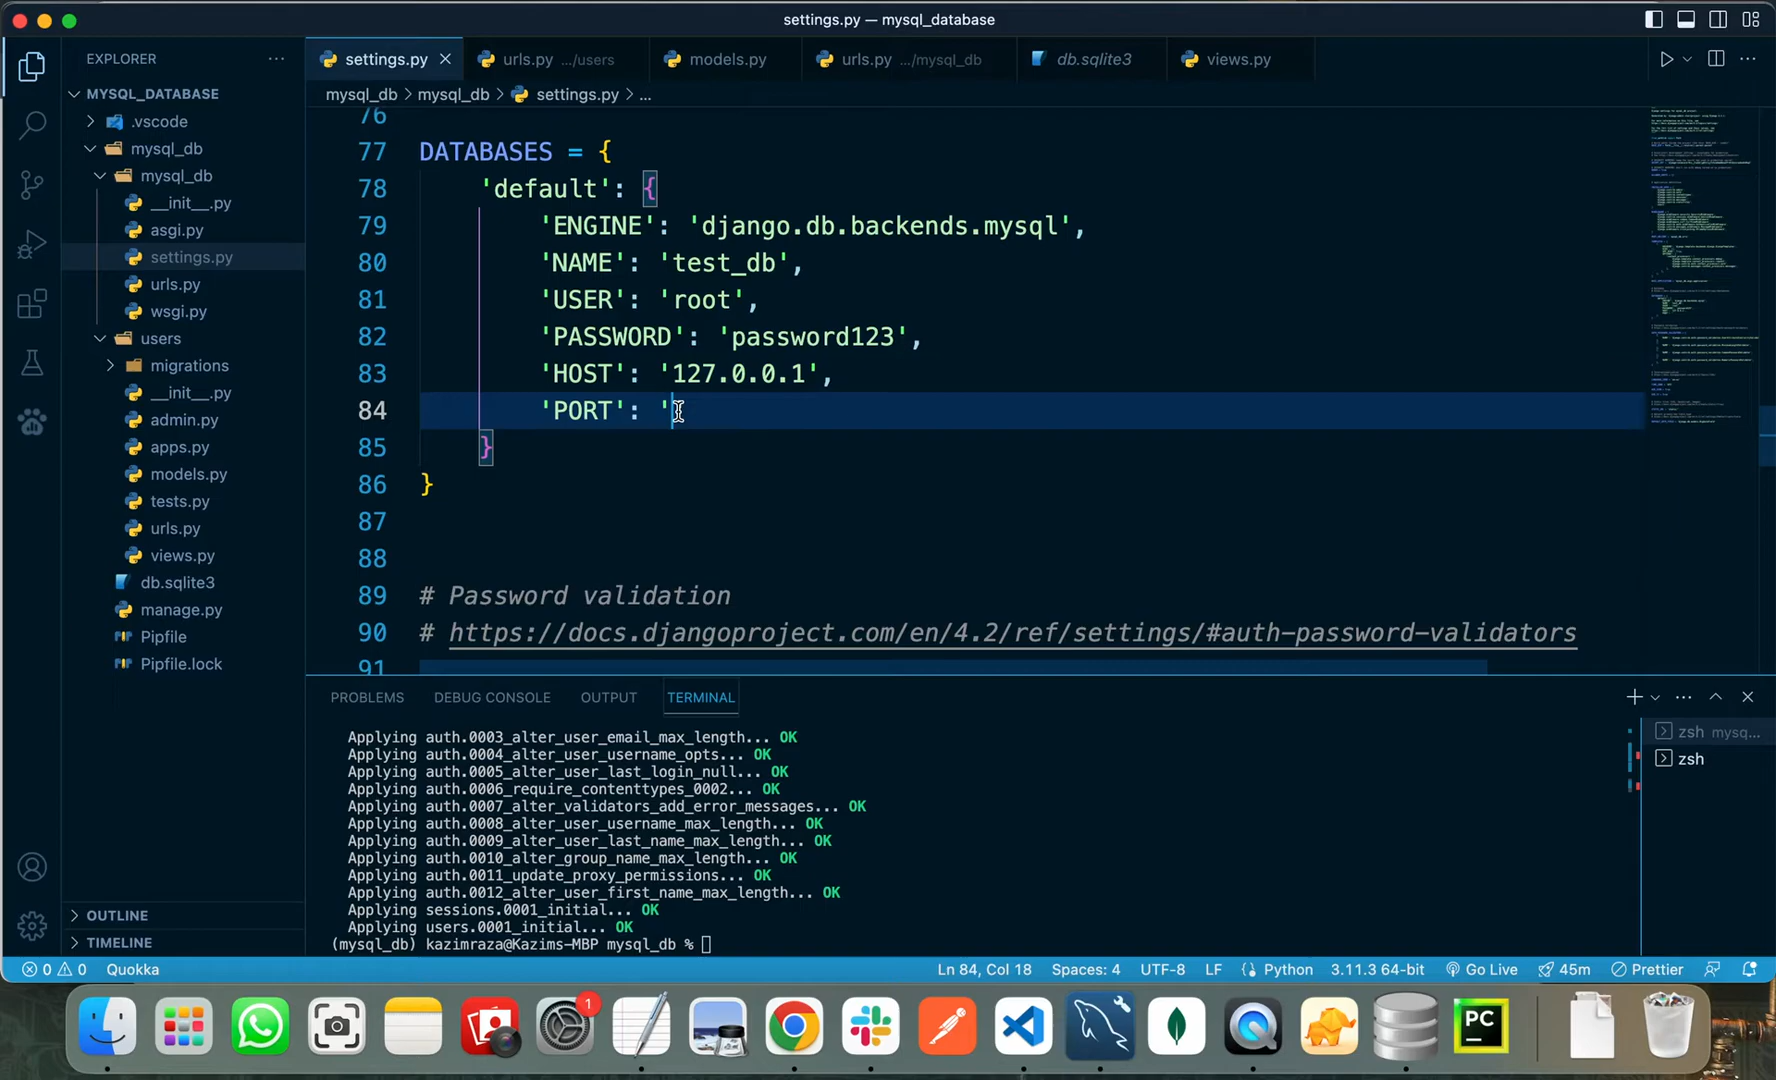 settings.py — mysql_database
EXPLORER
settings.py
urls.py .../users
models.py
urls.py .../mysql_db
db.sqlite3
views.py
MYSQL_DATABASE
mysql_db > mysql_db > settings.py > ...
.vscode
mysql_db
mysql_db
__init__.py
asgi.py
settings.py
urls.py
wsgi.py
users
migrations
__init__.py
admin.py
apps.py
models.py
tests.py
urls.py
views.py
db.sqlite3
manage.py
Pipfile
Pipfile.lock
OUTLINE
TIMELINE
76
77 DATABASES = {
78 'default': {
79 'ENGINE': 'django.db.backends.mysql',
80 'NAME': 'test_db',
81 'USER': 'root',
82 'PASSWORD': 'password123',
83 'HOST': '127.0.0.1',
84 'PORT': '
85 }
86 }
87
88
89 # Password validation
90 # https://docs.djangoproject.com/en/4.2/ref/settings/#auth-password-validators
91
PROBLEMS DEBUG CONSOLE OUTPUT TERMINAL
Applying auth.0003_alter_user_email_max_length... OK
Applying auth.0004_alter_user_username_opts... OK
Applying auth.0005_alter_user_last_login_null... OK
Applying auth.0006_require_contenttypes_0002... OK
Applying auth.0007_alter_validators_add_error_messages... OK
Applying auth.0008_alter_user_username_max_length... OK
Applying auth.0009_alter_user_last_name_max_length... OK
Applying auth.0010_alter_group_name_max_length... OK
Applying auth.0011_update_proxy_permissions... OK
Applying auth.0012_alter_user_first_name_max_length... OK
Applying sessions.0001_initial... OK
Applying users.0001_initial... OK
(mysql_db) kazimraza@Kazims-MBP mysql_db %
zsh mysq...
zsh
0 0 Quokka Ln 84, Col 18 Spaces: 4 UTF-8 LF Python 3.11.3 64-bit Go Live 45m Prettier
1
PC